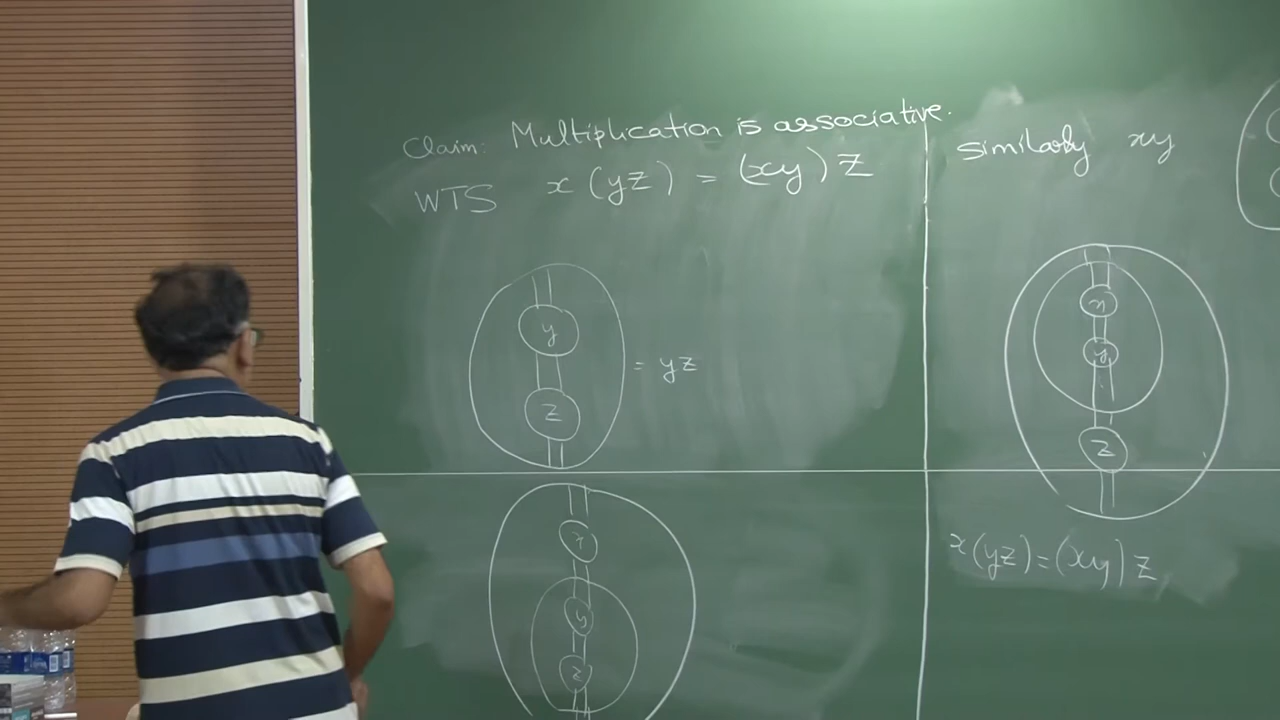 Claim: Multiplication is associative.
WTS x (yz) = (xy) z
y
z
= yz
x
y
z
Similarly xy
x
y
z
x(yz) = (xy) z